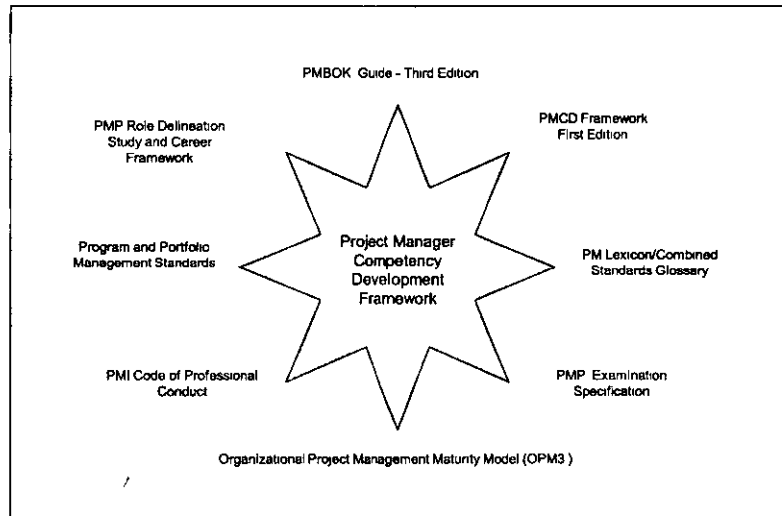 PMBOK Guide - Third Edition
PMP Role Delineation
Study and Career
Framework
PMCD Framework
First Edition
Program and Portfolio
Management Standards
Project Manager
Competency
Development
Framework
PM Lexicon/Combined
Standards Glossary
PMI Code of Professional
Conduct
PMP Examination
Specification
Organizational Project Management Maturity Model (OPM3 )